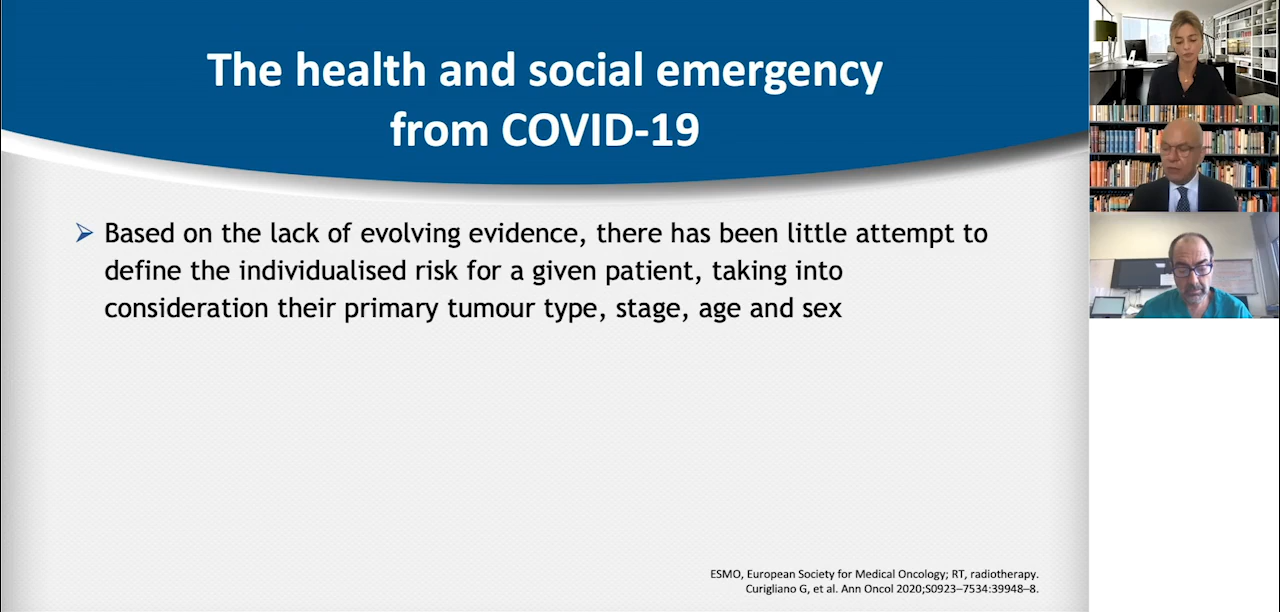 The health and social emergency
from COVID-19
➢ Based on the lack of evolving evidence, there has been little attempt to
define the individualised risk for a given patient, taking into
consideration their primary tumour type, stage, age and sex
ESMO, European Society for Medical Oncology; RT, radiotherapy.
Curigliano G, et al. Ann Oncol 2020;S0923–7534:39948–8.